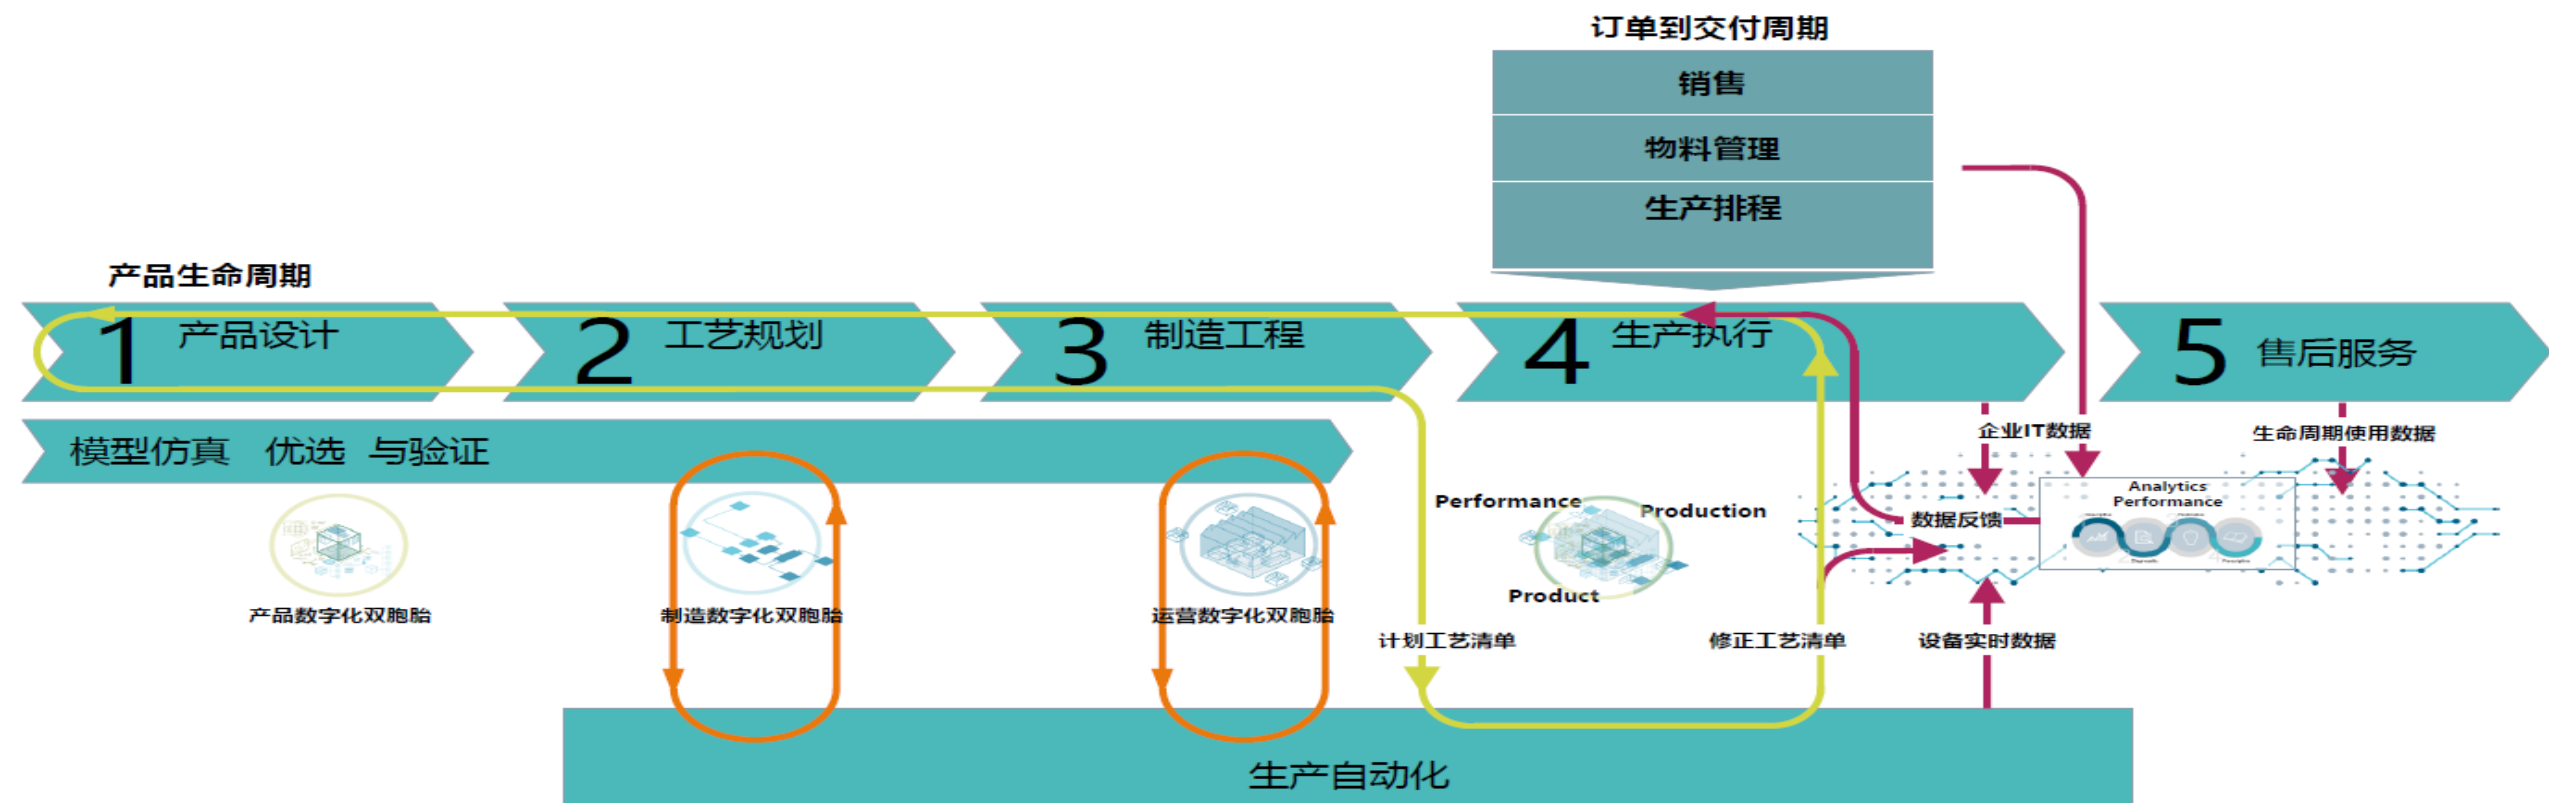 订单到交付周期
销售
物料管理
生产排程
产品生命周期
1 产品设计
2 工艺规划
3 制造工程
4 生产执行
5 售后服务
模型仿真 优选 与验证
企业IT数据
生命周期使用数据
Analytics
Performance
数据反馈
Performance
Production
Product
产品数字化双胞胎
制造数字化双胞胎
运营数字化双胞胎
计划工艺清单
修正工艺清单
设备实时数据
生产自动化